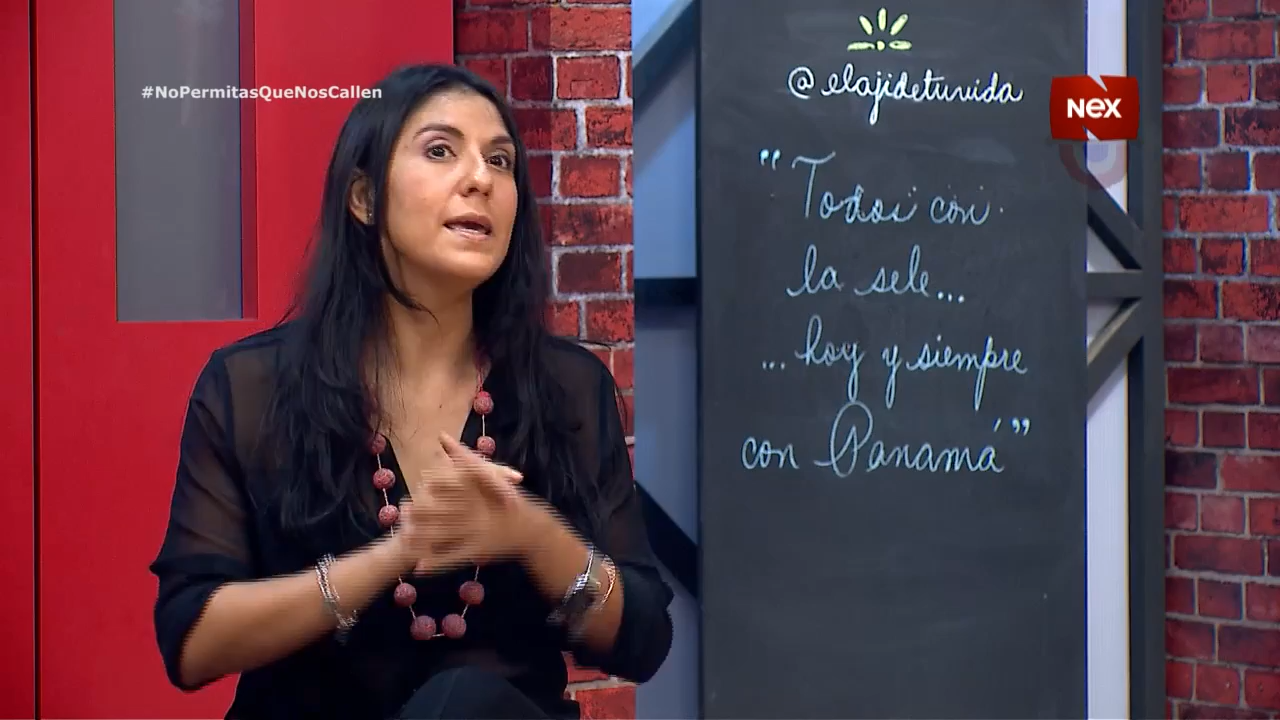 #NoPermitasQueNosCallen
@elajidetuvida
NEX
"Todos con
la sele...
...hoy y siempre
con Panamá"